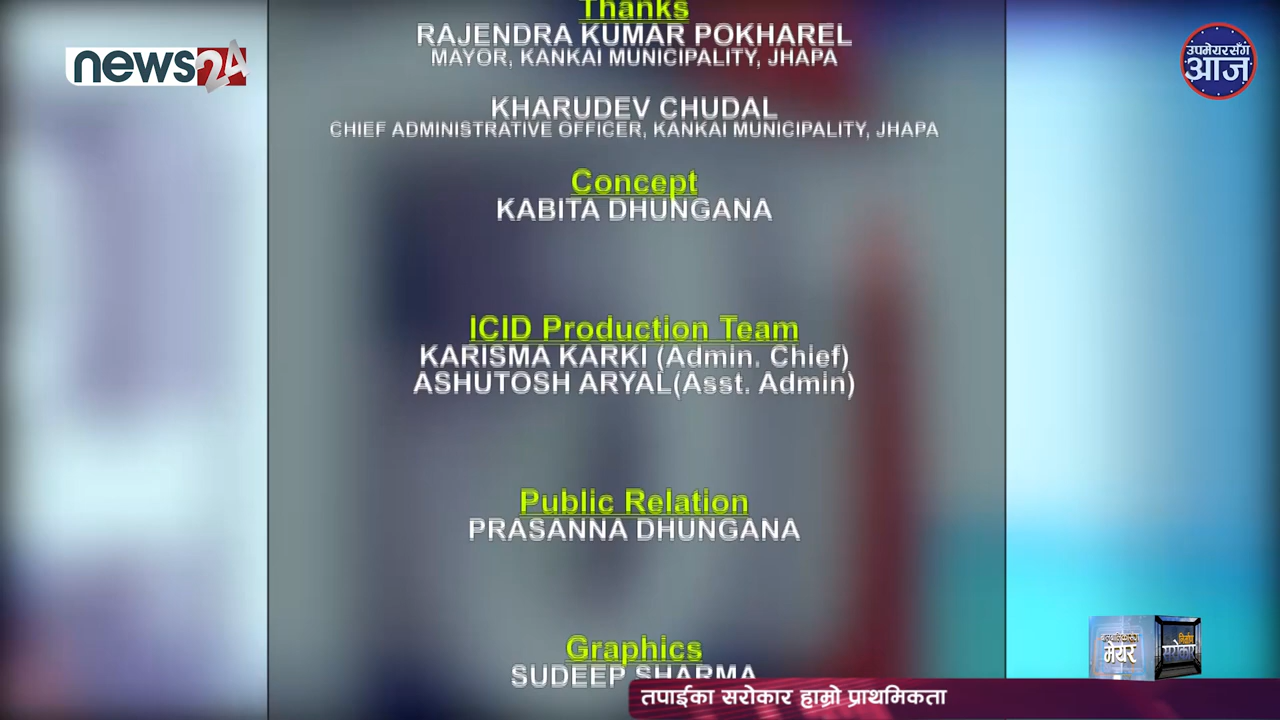 Thanks
RAJENDRA KUMAR POKHAREL
MAYOR, KANKAI MUNICIPALITY, JHAPA
news24
उपमेयरसँग
आज
KHARUDEV CHUDAL
CHIEF ADMINISTRATIVE OFFICER, KANKAI MUNICIPALITY, JHAPA
Concept
KABITA DHUNGANA
ICID Production Team
KARISMA KARKI (Admin. Chief)
ASHUTOSH ARYAL(Asst. Admin)
Public Relation
PRASANNA DHUNGANA
Graphics
SUDEEP SHARMA
मेयर
निर्माण
सरोकार
तपाईका सरोकार हाम्रो प्राथमिकता